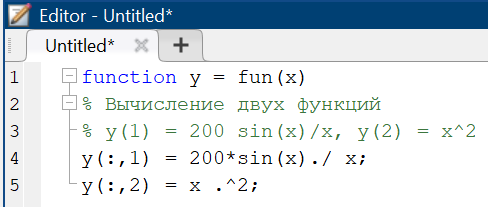 Editor - Untitled*
Untitled*
1 function y = fun(x)
2 % Вычисление двух функций
3 % y(1) = 200 sin(x)/x, y(2) = x^2
4 y(:,1) = 200*sin(x)./ x;
5 y(:,2) = x .^2;